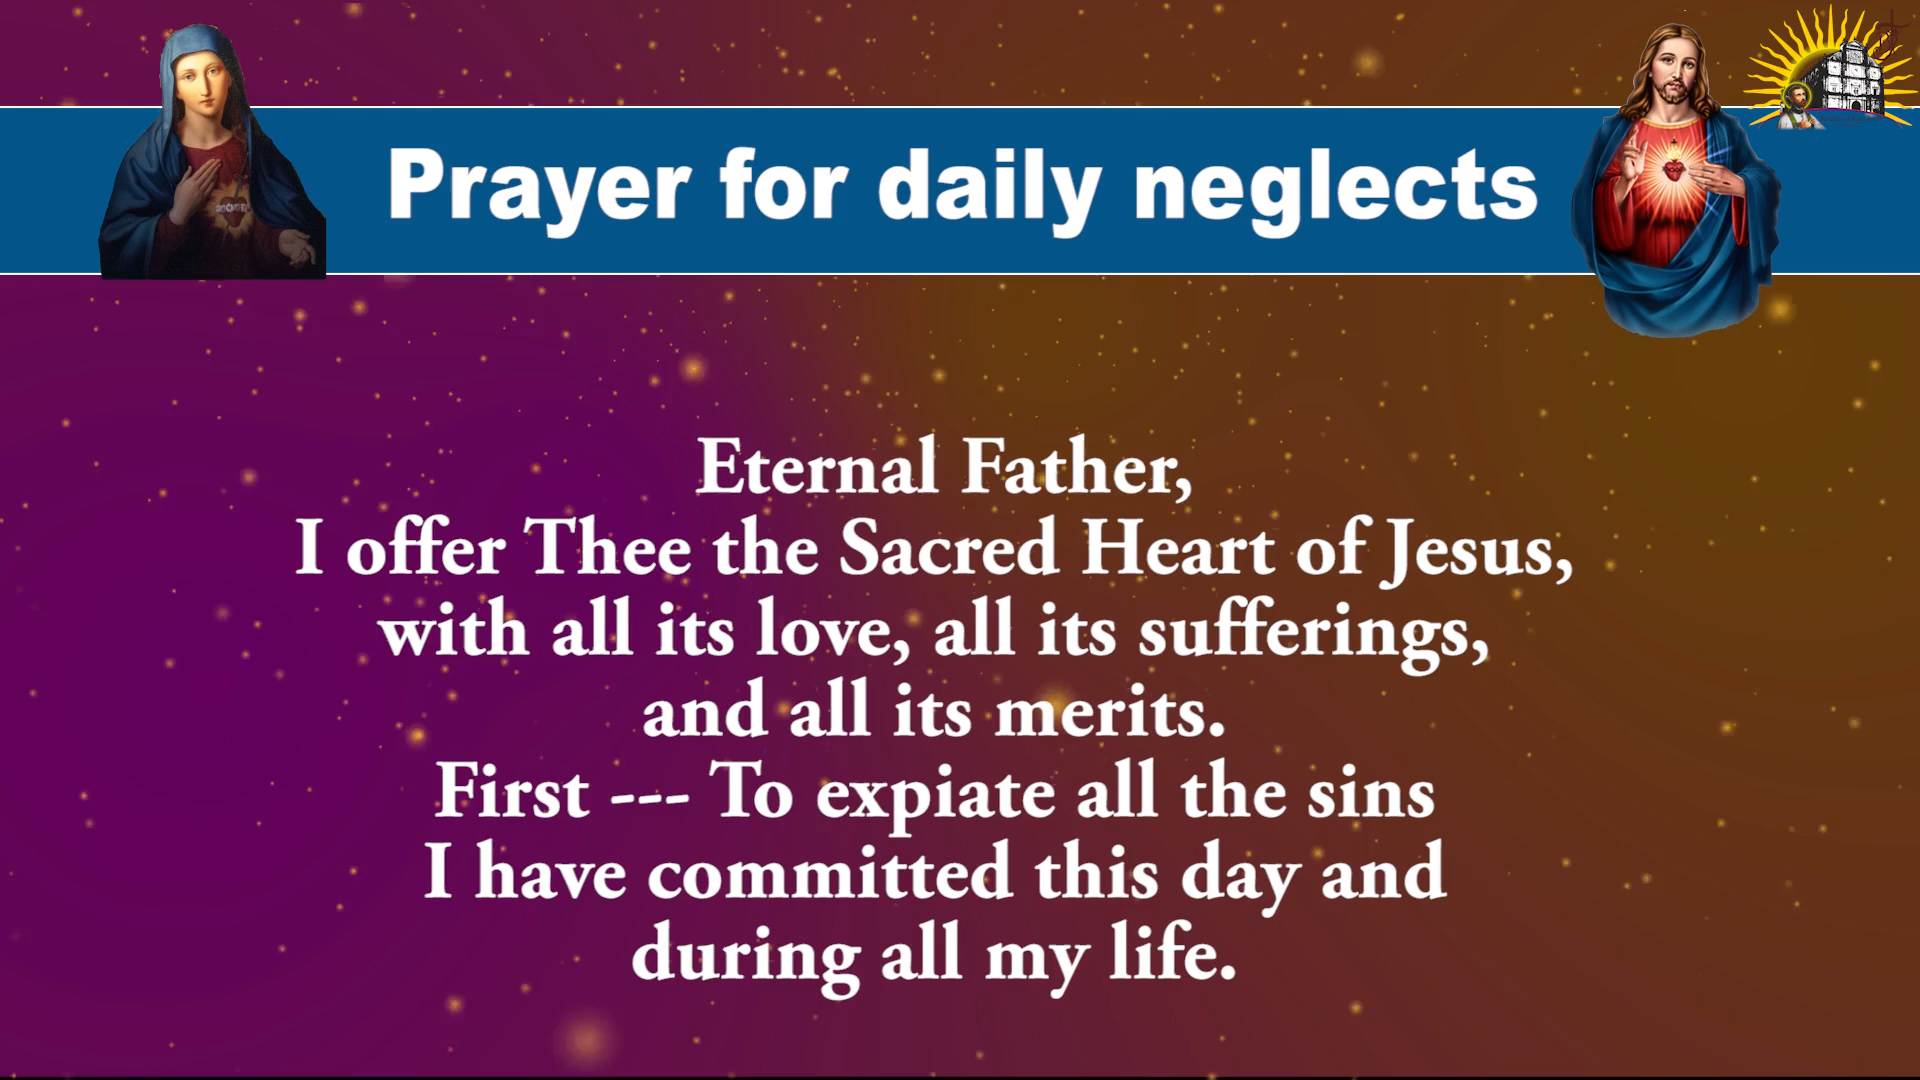 Prayer for daily neglects
Eternal Father,
I offer Thee the Sacred Heart of Jesus,
with all its love, all its sufferings,
and all its merits.
First --- To expiate all the sins
I have committed this day and
during all my life.